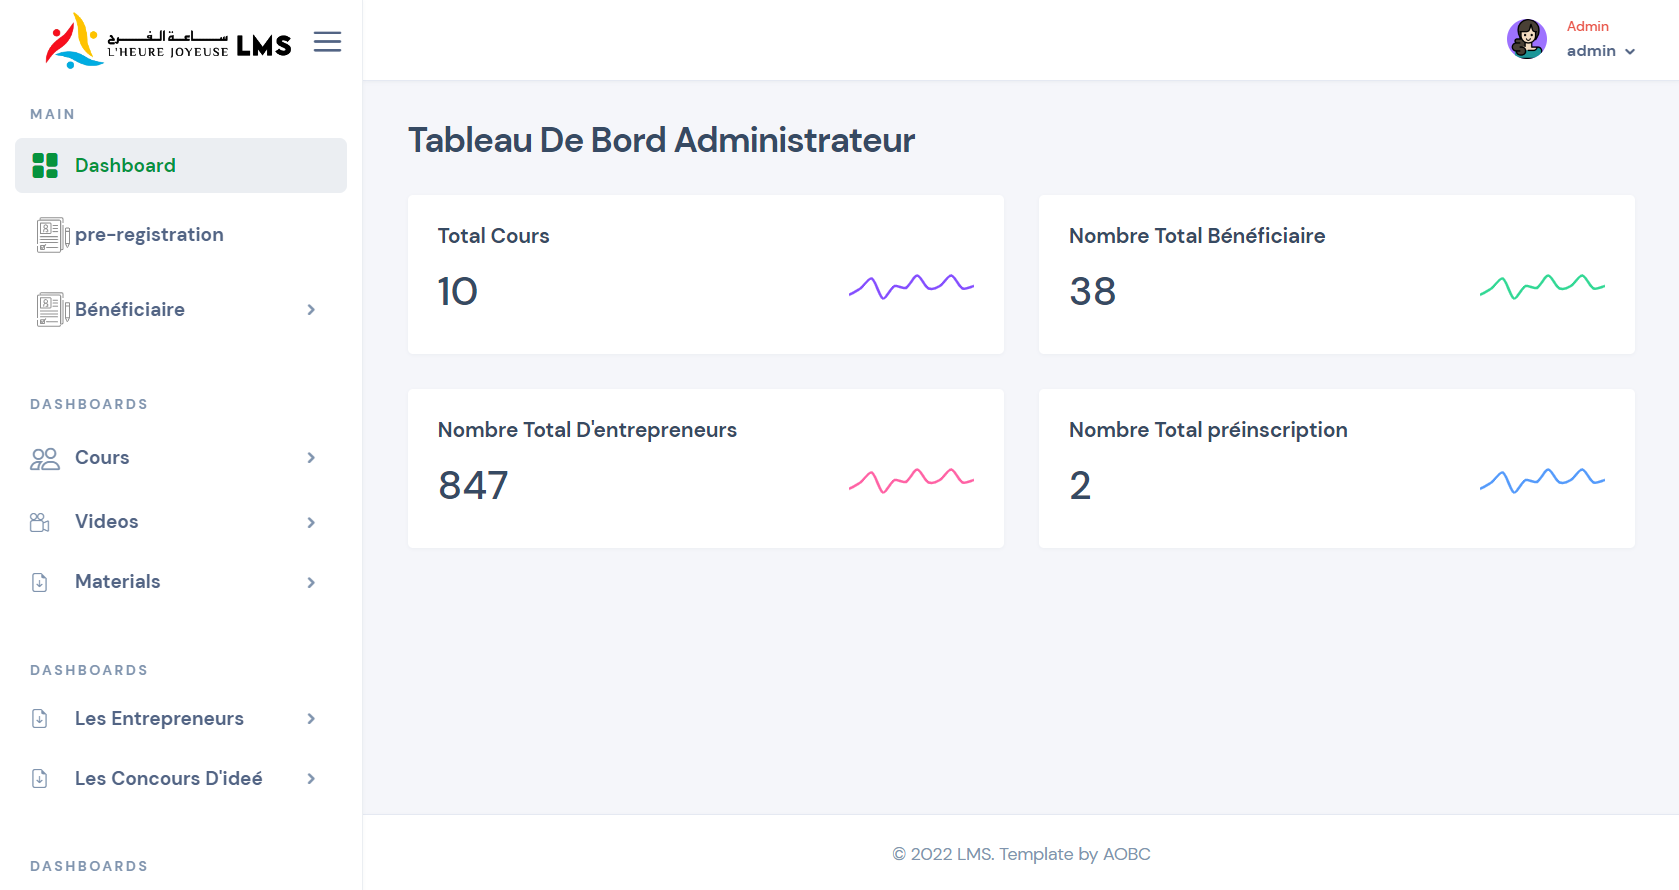 ساعة الفرح
L'HEURE JOYEUSE LMS
Admin
admin
MAIN
Dashboard
pre-registration
Bénéficiaire
DASHBOARDS
Cours
Videos
Materials
DASHBOARDS
Les Entrepreneurs
Les Concours D'ideé
DASHBOARDS
Tableau De Bord Administrateur
Total Cours
10
Nombre Total Bénéficiaire
38
Nombre Total D'entrepreneurs
847
Nombre Total préinscription
2
© 2022 LMS. Template by AOBC